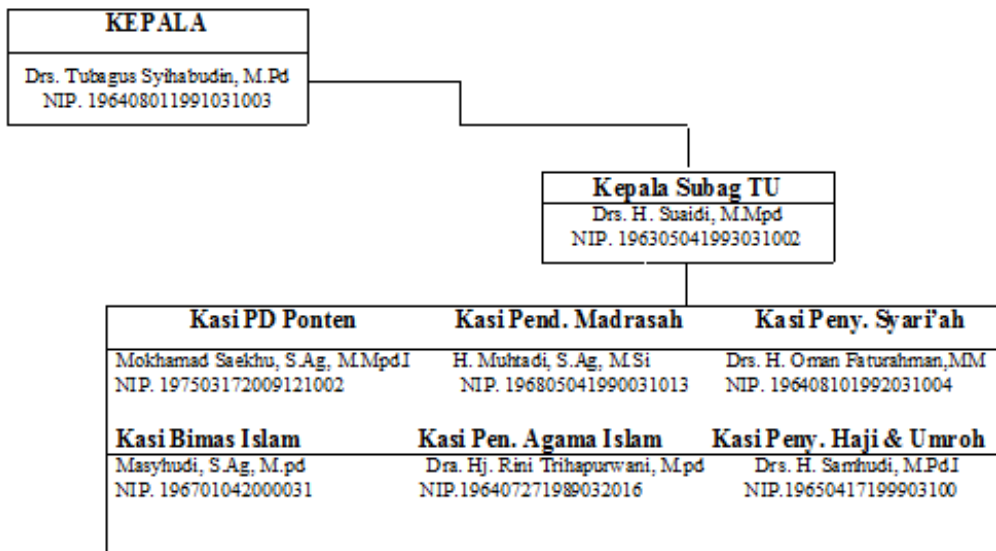 KEPALA
Drs. Tubagus Syihabudin, M.Pd
NIP. 196408011991031003
Kepala Subag TU
Drs. H. Suaidi, M.Mpd
NIP. 196305041993031002
Kasi PD Ponten Kasi Pend. Madrasah Kasi Peny. Syari'ah
Mokhamad Saekhu, S.Ag, M.Mpd.I H. Muhtadi, S.Ag, M.Si Drs. H. Oman Faturahman,MM
NIP. 197503172009121002 NIP. 196805041990031013 NIP. 196408101992031004
Kasi Bimas Islam Kasi Pen. Agama Islam Kasi Peny. Haji & Umroh
Masyhudi, S.Ag, M.pd Dra. Hj. Rini Trihapurwani, M.pd Drs. H. Samhudi, M.Pd.I
NIP. 196701042000031 NIP.196407271989032016 NIP.19650417199903100